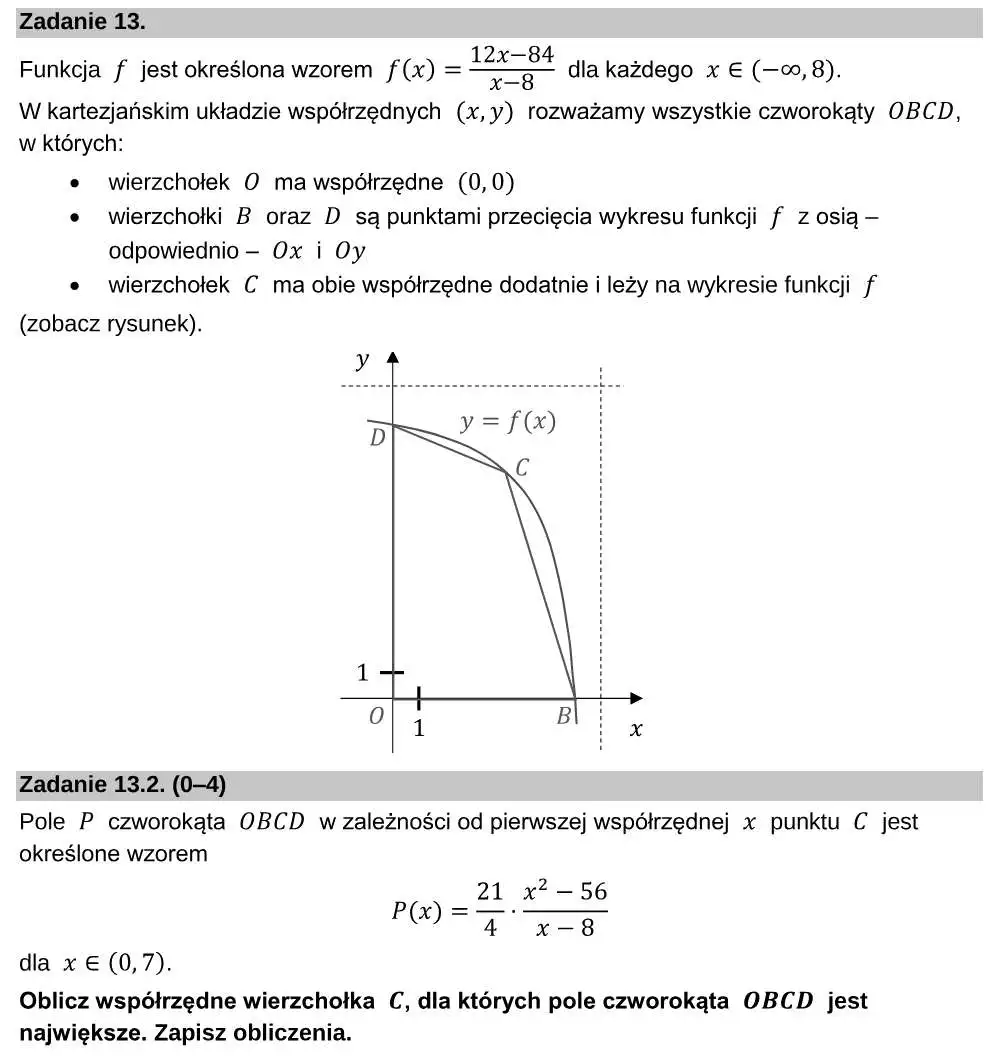 Zadanie 13.
Funkcja f jest określona wzorem f(x) = \frac{12x−84}{x−8} dla każdego x ∈ (−∞, 8).
W kartezjańskim układzie współrzędnych (x, y) rozważamy wszystkie czworokąty OBCD,
w których:
• wierzchołek O ma współrzędne (0, 0)
• wierzchołki B oraz D są punktami przecięcia wykresu funkcji f z osią –
odpowiednio – Ox i Oy
• wierzchołek C ma obie współrzędne dodatnie i leży na wykresie funkcji f
(zobacz rysunek).
y
y = f(x)
D
C
1
O
1
B
x
Zadanie 13.2. (0–4)
Pole P czworokąta OBCD w zależności od pierwszej współrzędnej x punktu C jest
określone wzorem
P(x) = \frac{21}{4} · \frac{x² − 56}{x − 8}
dla x ∈ (0, 7).
Oblicz współrzędne wierzchołka C, dla których pole czworokąta OBCD jest
największe. Zapisz obliczenia.